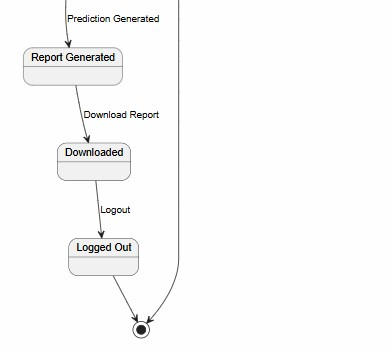 Prediction Generated
Report Generated
Download Report
Downloaded
Logout
Logged Out